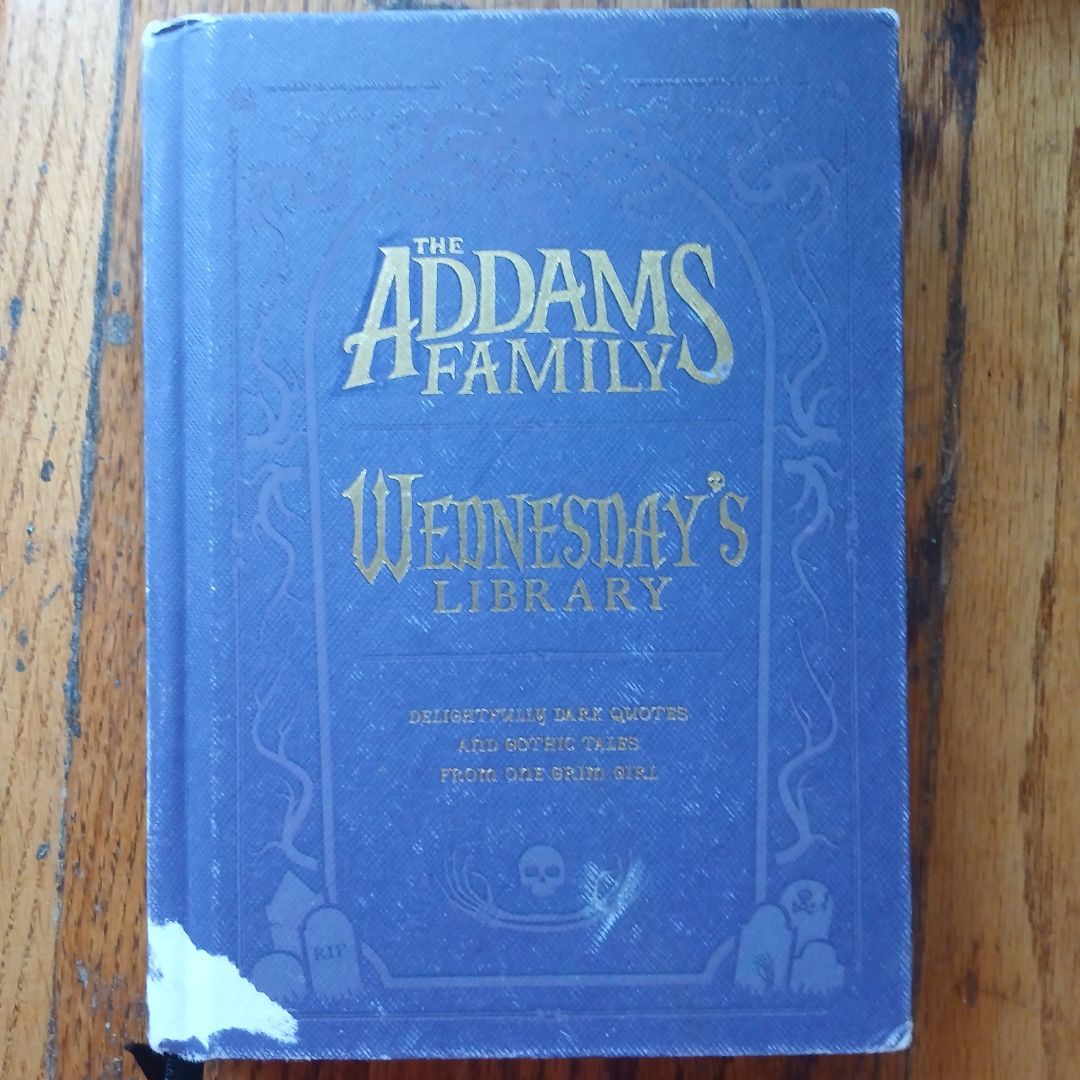 THE
ADDAMS
FAMILY
WEDNESDAY'S
LIBRARY
DELIGHTFULLY DARK QUOTES
AND GOTHIC TALES
FROM ONE GRIM GIRL
RIP